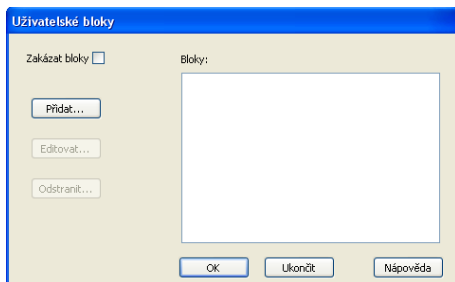 Uživatelské bloky
Zakázat bloky
Bloky:
Přidat...
Editovat...
Odstranit...
OK
Ukončit
Nápověda